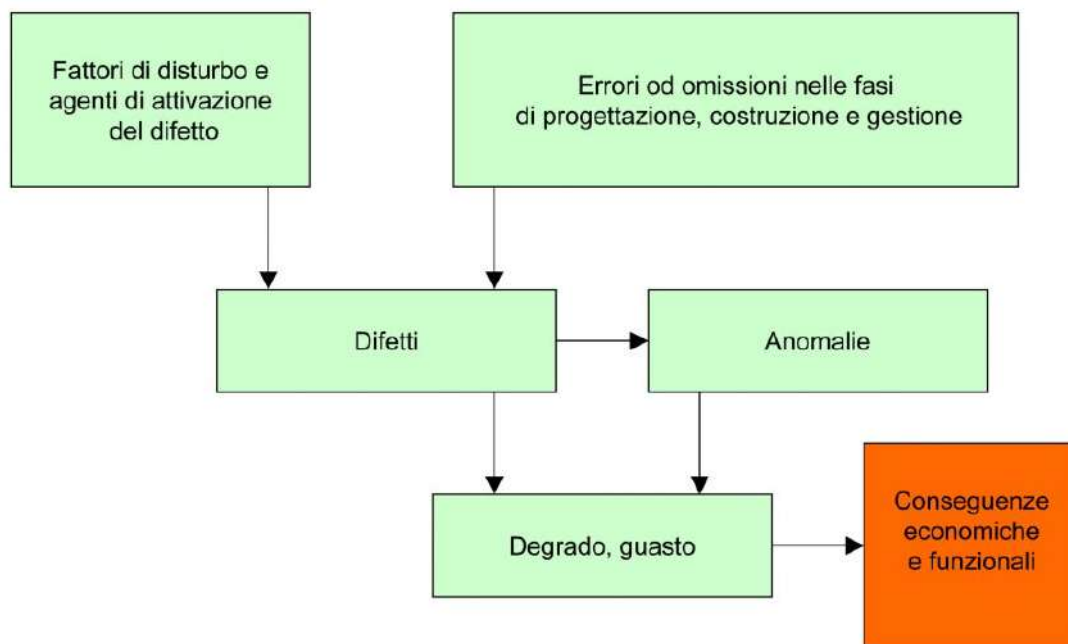 Fattori di disturbo e
agenti di attivazione
del difetto
Errori od omissioni nelle fasi
di progettazione, costruzione e gestione
Difetti
Anomalie
Degrado, guasto
Conseguenze
economiche
e funzionali